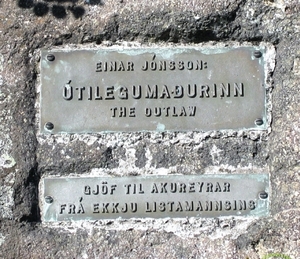 EINAR JÓNSSON:
ÚTILEGUMAÐURINN
THE OUTLAW
GJÖF TIL AKUREYRAR
FRÁ EKKJU LISTAMANNSINS